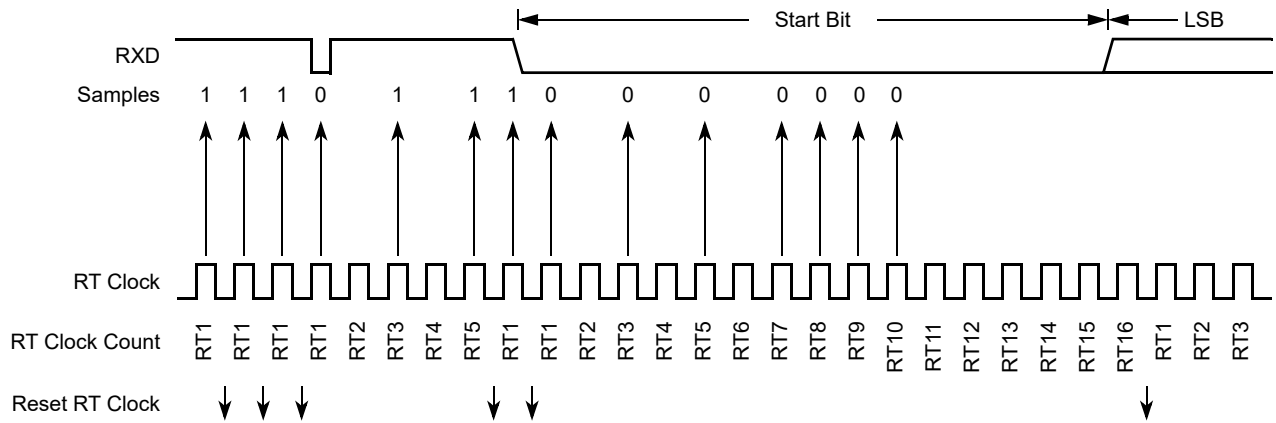 Start Bit LSB
RXD
Samples 1 1 1 0 1 1 1 0 0 0 0 0 0 0
RT Clock
RT Clock Count RT1 RT1 RT1 RT1 RT2 RT3 RT4 RT5 RT1 RT1 RT2 RT3 RT4 RT5 RT6 RT7 RT8 RT9 RT10 RT11 RT12 RT13 RT14 RT15 RT16 RT1 RT2 RT3
Reset RT Clock